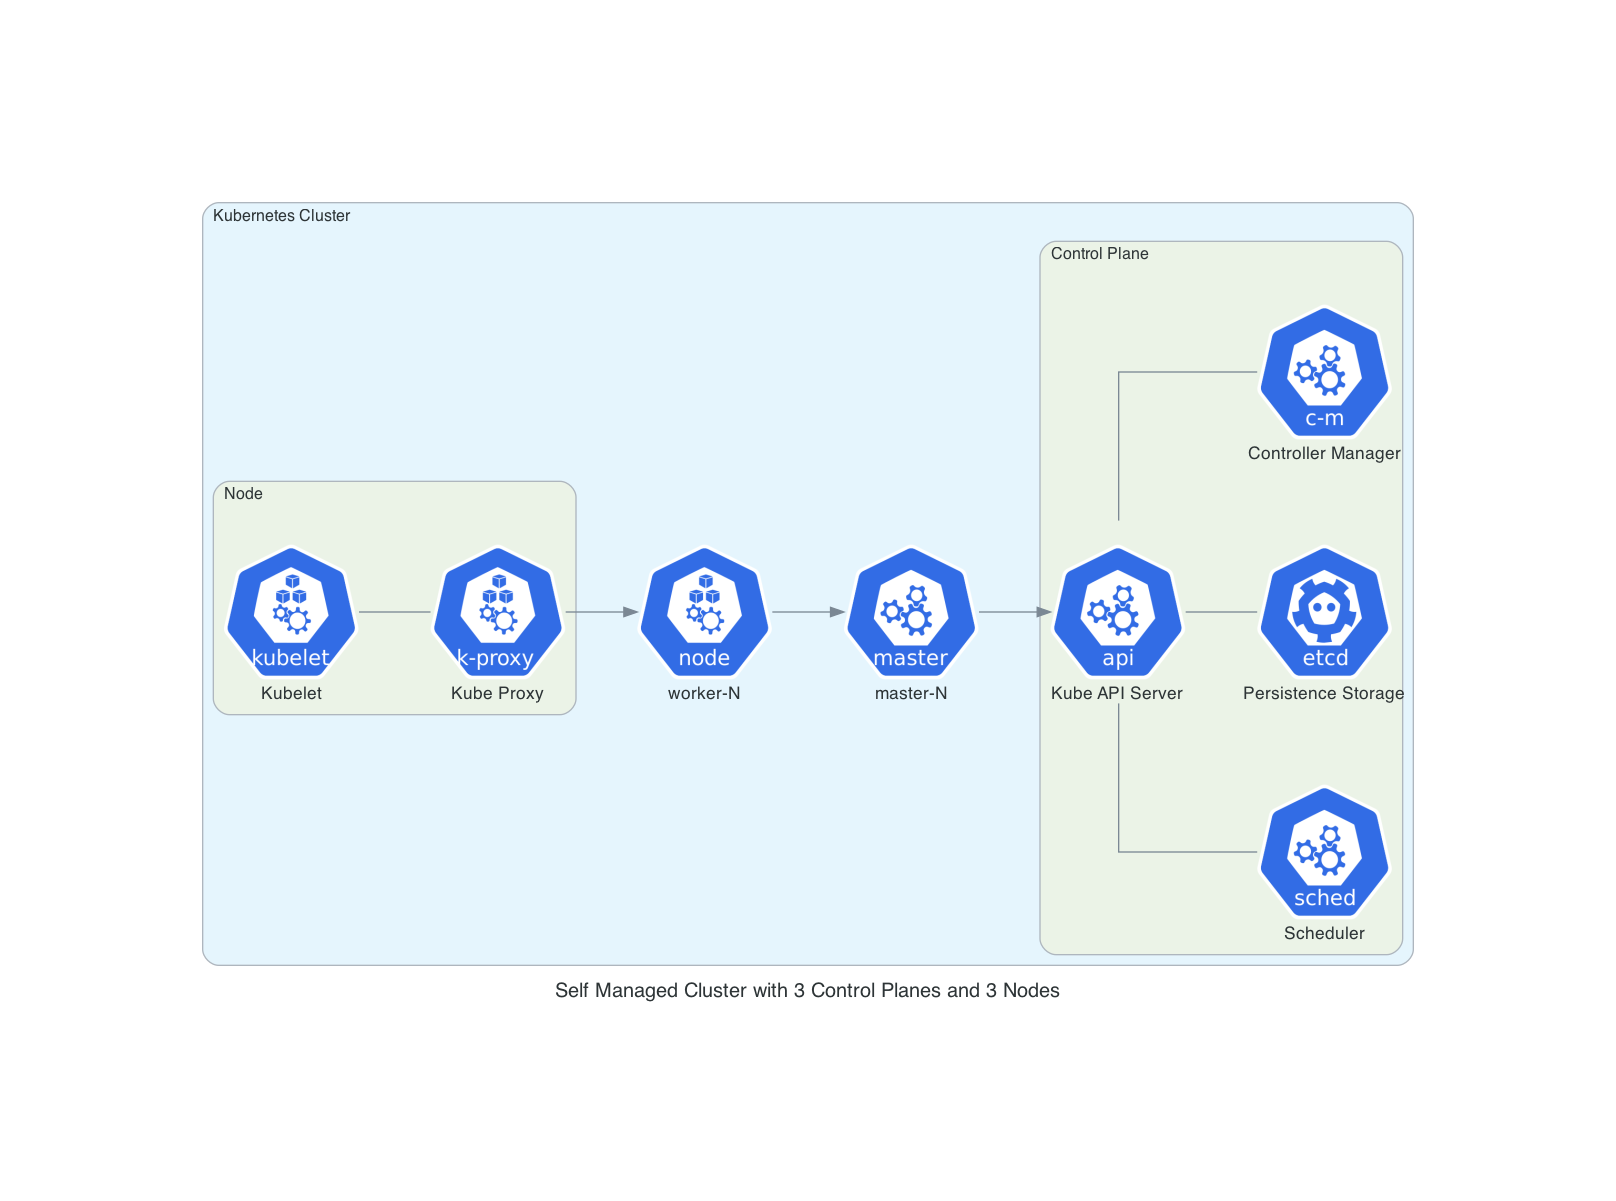 Kubernetes Cluster
Control Plane
c-m
Controller Manager
Node
kubelet
Kubelet
k-proxy
Kube Proxy
node
worker-N
master
master-N
api
Kube API Server
etcd
Persistence Storage
sched
Scheduler
Self Managed Cluster with 3 Control Planes and 3 Nodes